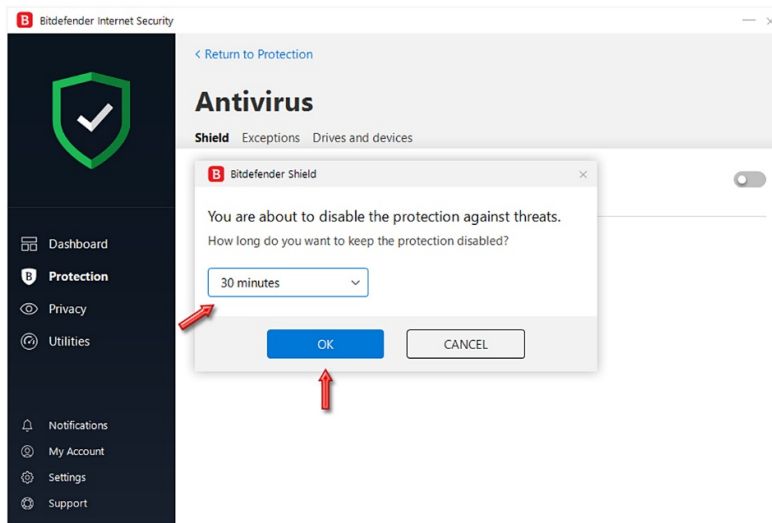 B Bitdefender Internet Security
< Return to Protection
Antivirus
Shield Exceptions Drives and devices
B Bitdefender Shield
You are about to disable the protection against threats.
How long do you want to keep the protection disabled?
30 minutes
OK CANCEL
Dashboard
B Protection
Privacy
Utilities
Notifications
My Account
Settings
Support